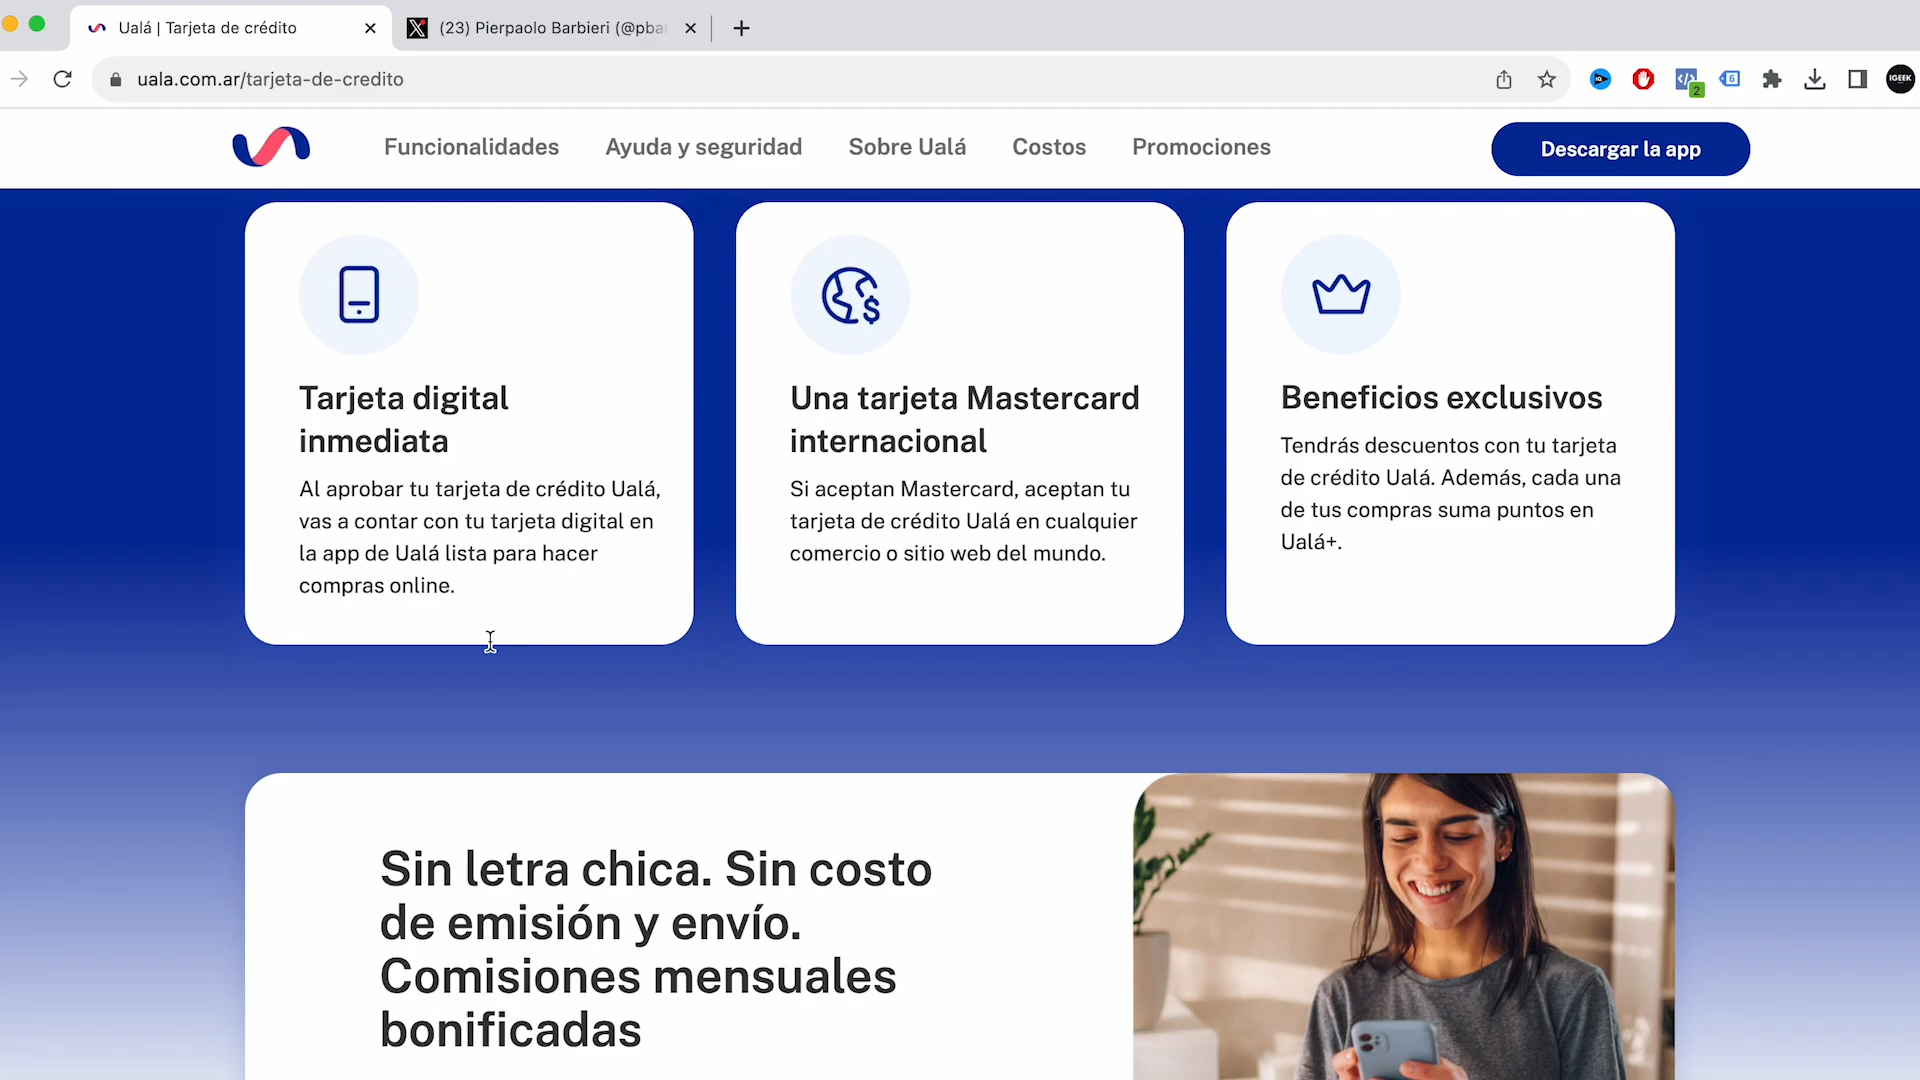 Ualá | Tarjeta de crédito
(23) Pierpaolo Barbieri (@pba
uala.com.ar/tarjeta-de-credito
6
2
IGEEK
Funcionalidades
Ayuda y seguridad
Sobre Ualá
Costos
Promociones
Descargar la app
Tarjeta digital
inmediata
Al aprobar tu tarjeta de crédito Ualá,
vas a contar con tu tarjeta digital en
la app de Ualá lista para hacer
compras online.
Una tarjeta Mastercard
internacional
Si aceptan Mastercard, aceptan tu
tarjeta de crédito Ualá en cualquier
comercio o sitio web del mundo.
Beneficios exclusivos
Tendrás descuentos con tu tarjeta
de crédito Ualá. Además, cada una
de tus compras suma puntos en
Ualá+.
Sin letra chica. Sin costo
de emisión y envío.
Comisiones mensuales
bonificadas